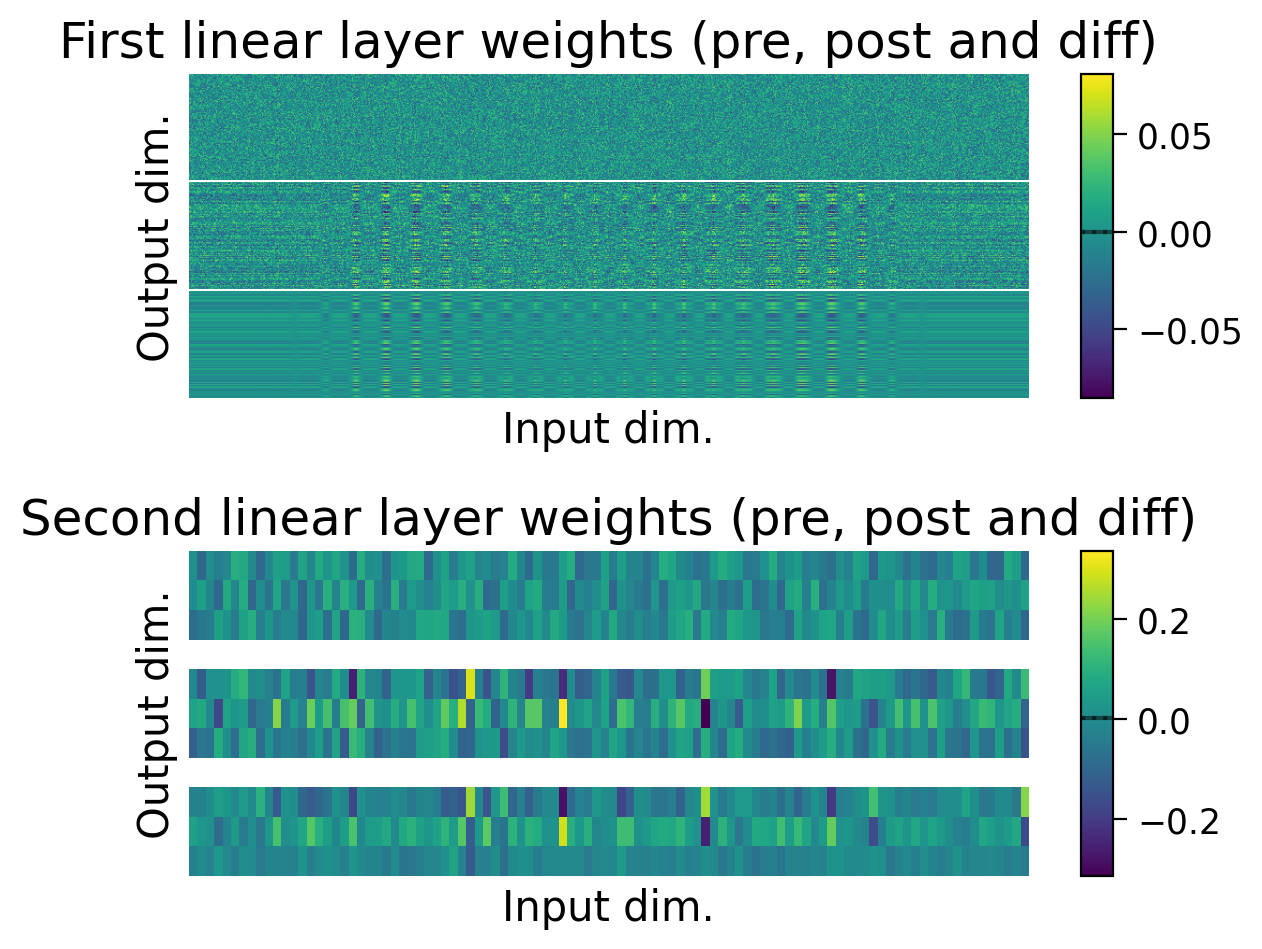 First linear layer weights (pre, post and diff)
Output dim.
0.05
0.00
−0.05
Input dim.
Second linear layer weights (pre, post and diff)
Output dim.
0.2
0.0
−0.2
Input dim.